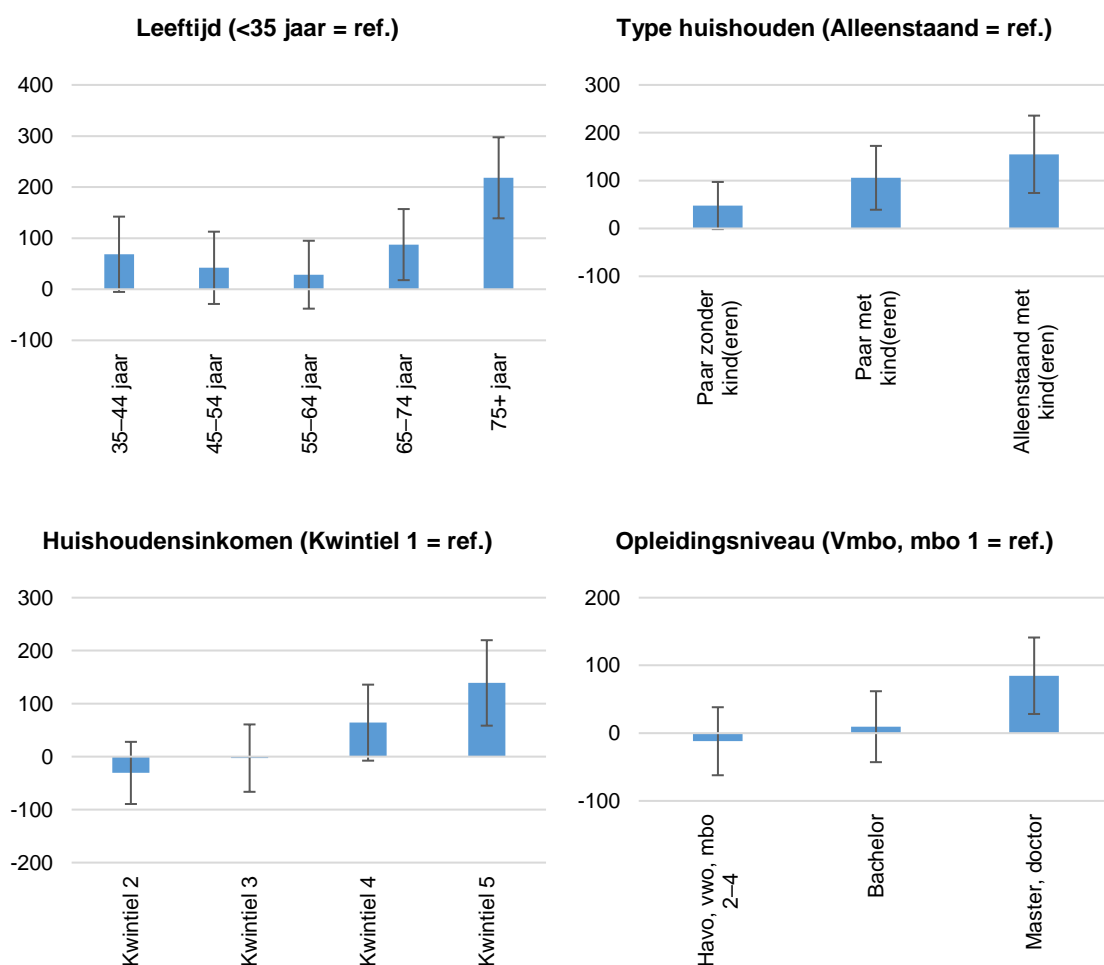 Leeftijd (<35 jaar = ref.)
400
300
200
100
0
-100
35–44 jaar
45–54 jaar
55–64 jaar
65–74 jaar
75+ jaar
Type huishouden (Alleenstaand = ref.)
300
200
100
0
-100
Paar zonder
kind(eren)
Paar met
kind(eren)
Alleenstaand met
kind(eren)
Huishoudensinkomen (Kwintiel 1 = ref.)
300
200
100
0
-100
-200
Kwintiel 2
Kwintiel 3
Kwintiel 4
Kwintiel 5
Opleidingsniveau (Vmbo, mbo 1 = ref.)
200
100
0
-100
Havo, vwo, mbo
2–4
Bachelor
Master, doctor